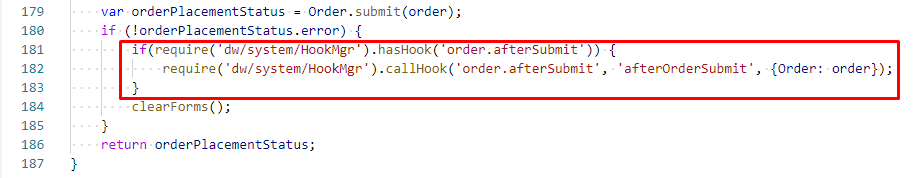 179 var orderPlacementStatus = Order.submit(order);
180 if (!orderPlacementStatus.error) {
181 if(require('dw/system/HookMgr').hasHook('order.afterSubmit')) {
182 require('dw/system/HookMgr').callHook('order.afterSubmit', 'afterOrderSubmit', {Order: order});
183 }
184 clearForms();
185 }
186 return orderPlacementStatus;
187 }